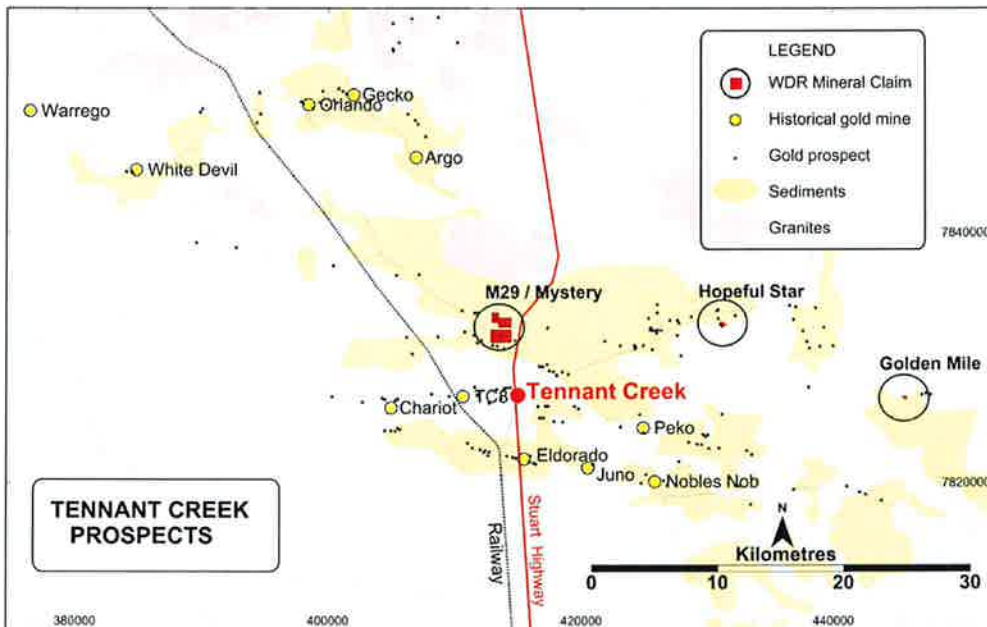 LEGEND
WDR Mineral Claim
Historical gold mine
Gold prospect
Sediments
Granites
Gecko
Orlando
Warrego
Argo
White Devil
7840000
M29 / Mystery
Hopeful Star
Golden Mile
Tennant Creek
TC8
Chariot
Peko
Eldorado
Juno
Nobles Nob
7820000
TENNANT CREEK
PROSPECTS
Railway
Stuart Highway
N
Kilometres
0 10 20 30
380000 400000 420000 440000